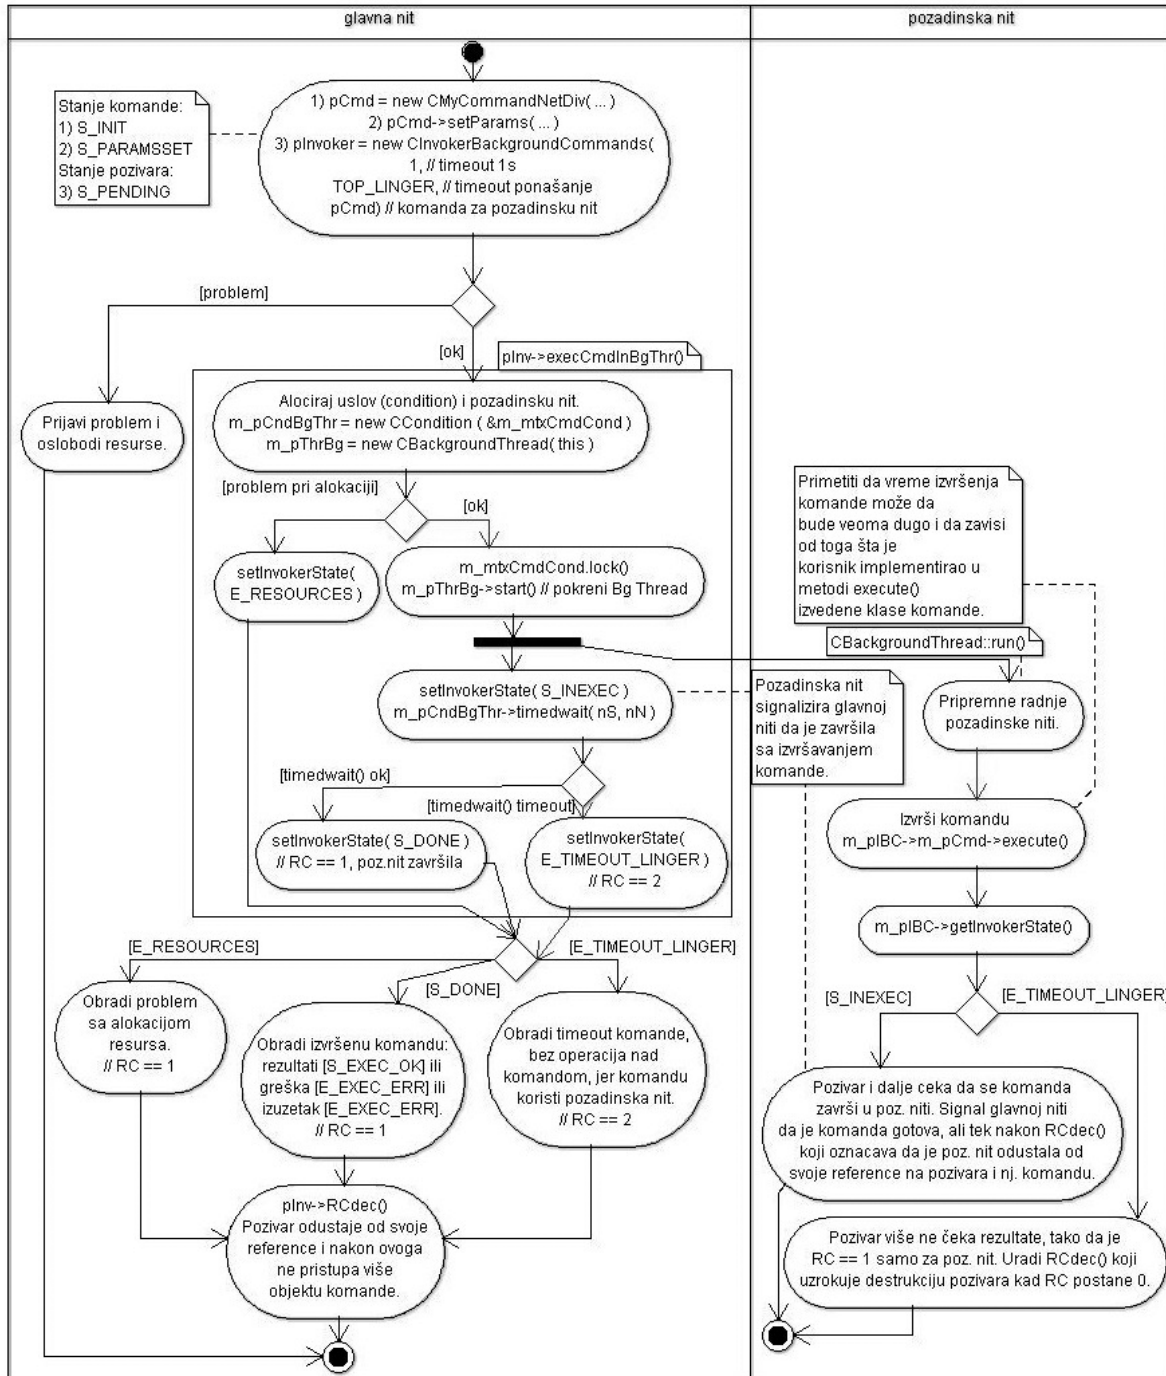 glavna nit
pozadinska nit
Stanje komande:
1) S_INIT
2) S_PARAMSSET
Stanje pozivara:
3) S_PENDING
1) pCmd = new CMyCommandNetDiv( ... )
2) pCmd->setParams( ... )
3) pInvoker = new CInvokerBackgroundCommands(
1, // timeout 1s
TOP_LINGER, // timeout ponašanje
pCmd) // komanda za pozadinsku nit
[problem]
[ok]
pInv->execCmdInBgThr()
Prijavi problem i
oslobodi resurse.
Alociraj uslov (condition) i pozadinsku nit.
m_pCndBgThr = new CCondition ( &m_mtxCmdCond )
m_pThrBg = new CBackgroundThread( this )
[problem pri alokaciji]
[ok]
setInvokerState(
E_RESOURCES )
m_mtxCmdCond.lock()
m_pThrBg->start() // pokreni Bg Thread
Primetiti da vreme izvršenja
komande može da
bude veoma dugo i da zavisi
od toga šta je
korisnik implementirao u
metodi execute()
izvedene klase komande.
CBackgroundThread::run()
setInvokerState( S_INEXEC )
m_pCndBgThr->timedwait( nS, nN )
Pozadinska nit
signalizira glavnoj
niti da je završila
sa izvršavanjem
komande.
Pripremne radnje
pozadinske niti.
[timedwait() ok]
[timedwait() timeout]
setInvokerState( S_DONE )
// RC == 1, poz.nit završila
setInvokerState(
E_TIMEOUT_LINGER )
// RC == 2
Izvrši komandu
m_pIBC->m_pCmd->execute()
m_pIBC->getInvokerState()
[E_RESOURCES]
[S_DONE]
[E_TIMEOUT_LINGER]
[S_INEXEC]
[E_TIMEOUT_LINGER]
Obradi problem
sa alokacijom
resursa.
// RC == 1
Obradi izvršenu komandu:
rezultati [S_EXEC_OK] ili
greška [E_EXEC_ERR] ili
izuzetak [E_EXEC_ERR].
// RC == 1
Obradi timeout komande,
bez operacija nad
komandom, jer komandu
koristi pozadinska nit.
// RC == 2
Pozivar i dalje ceka da se komanda
završi u poz. niti. Signal glavnoj niti
da je komanda gotova, ali tek nakon RCdec()
koji oznacava da je poz. nit odustala od
svoje reference na pozivara i nj. komandu.
pInv->RCdec()
Pozivar odustaje od svoje
reference i nakon ovoga
ne pristupa više
objektu komande.
Pozivar više ne čeka rezultate, tako da je
RC == 1 samo za poz. nit. Uradi RCdec() koji
uzrokuje destrukciju pozivara kad RC postane 0.